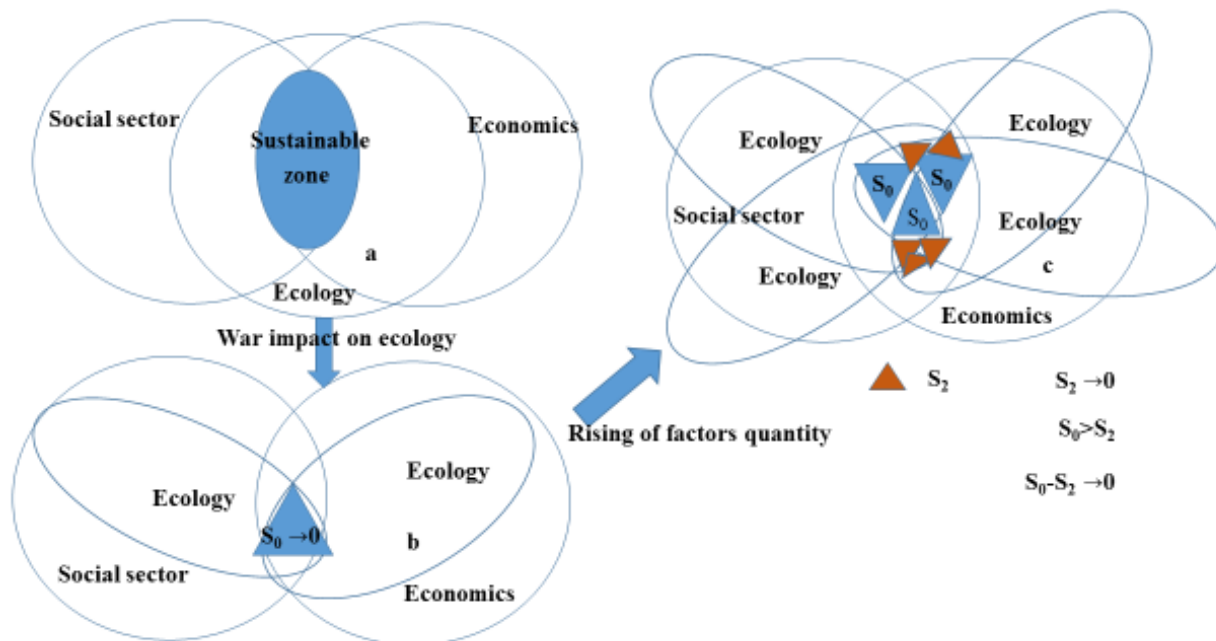 Social sector
Sustainable
zone
Economics
a
Ecology
War impact on ecology
Ecology
Ecology
S₀ →0
b
Social sector
Economics
Rising of factors quantity
Ecology
Ecology
S₀
S₀
S₀
Social sector
Ecology
Ecology
c
Economics
S₂
S₂ →0
S₀>S₂
S₀-S₂ →0